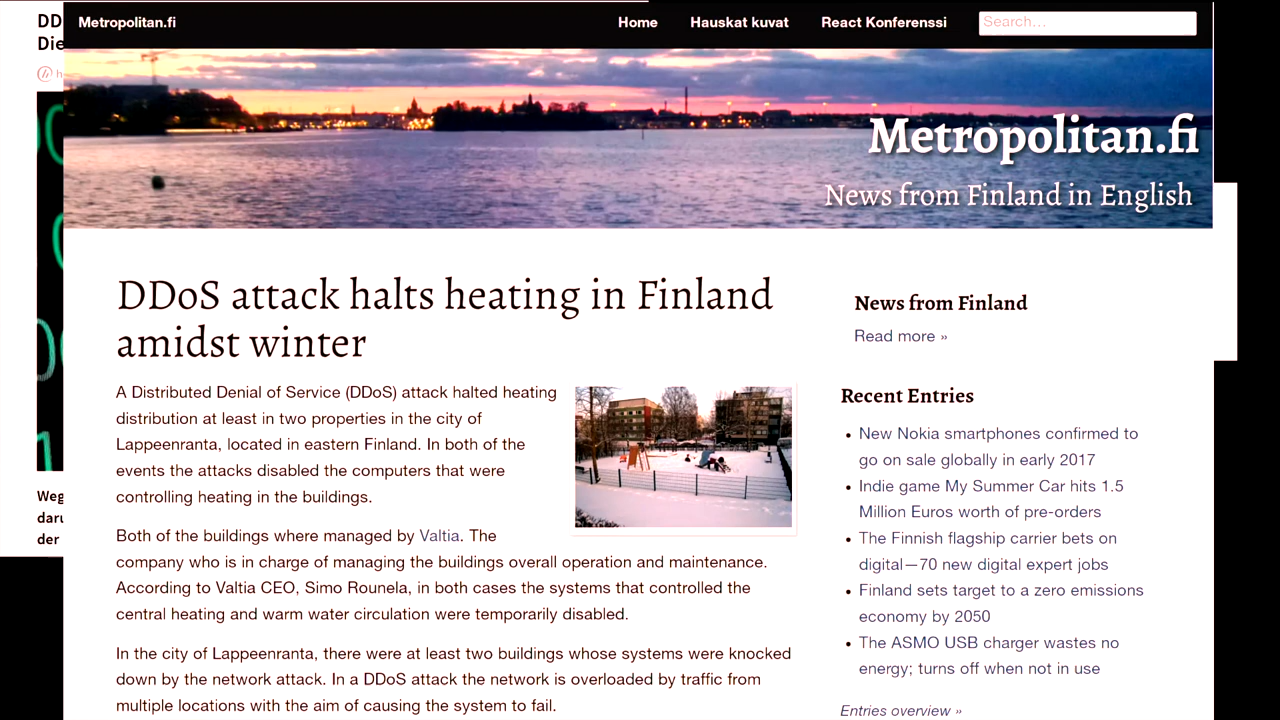 DD
Die
h
Weg
daru
der
Metropolitan.fi
Home
Hauskat kuvat
React Konferenssi
Search...
Metropolitan.fi
News from Finland in English
DDoS attack halts heating in Finland
amidst winter
A Distributed Denial of Service (DDoS) attack halted heating
distribution at least in two properties in the city of
Lappeenranta, located in eastern Finland. In both of the
events the attacks disabled the computers that were
controlling heating in the buildings.
Both of the buildings where managed by Valtia. The
company who is in charge of managing the buildings overall operation and maintenance.
According to Valtia CEO, Simo Rounela, in both cases the systems that controlled the
central heating and warm water circulation were temporarily disabled.
In the city of Lappeenranta, there were at least two buildings whose systems were knocked
down by the network attack. In a DDoS attack the network is overloaded by traffic from
multiple locations with the aim of causing the system to fail.
News from Finland
Read more »
Recent Entries
New Nokia smartphones confirmed to
go on sale globally in early 2017
Indie game My Summer Car hits 1.5
Million Euros worth of pre-orders
The Finnish flagship carrier bets on
digital—70 new digital expert jobs
Finland sets target to a zero emissions
economy by 2050
The ASMO USB charger wastes no
energy; turns off when not in use
Entries overview »